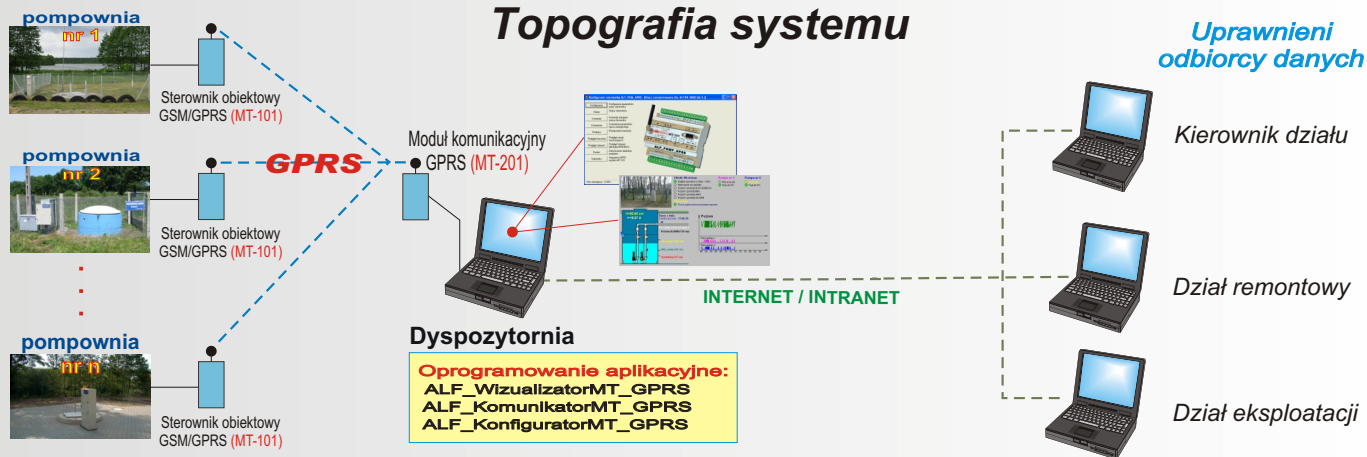 Topografia systemu
pompownia
nr 1
Sterownik obiektowy
GSM/GPRS (MT-101)
pompownia
nr 2
Sterownik obiektowy
GSM/GPRS (MT-101)
pompownia
nr n
Sterownik obiektowy
GSM/GPRS (MT-101)
GPRS
Moduł komunikacyjny
GPRS (MT-201)
Dyspozytornia
Oprogramowanie aplikacyjne:
ALF_WizualizatorMT_GPRS
ALF_KomunikatorMT_GPRS
ALF_KonfiguratorMT_GPRS
INTERNET / INTRANET
Uprawnieni
odbiorcy danych
Kierownik działu
Dział remontowy
Dział eksploatacji